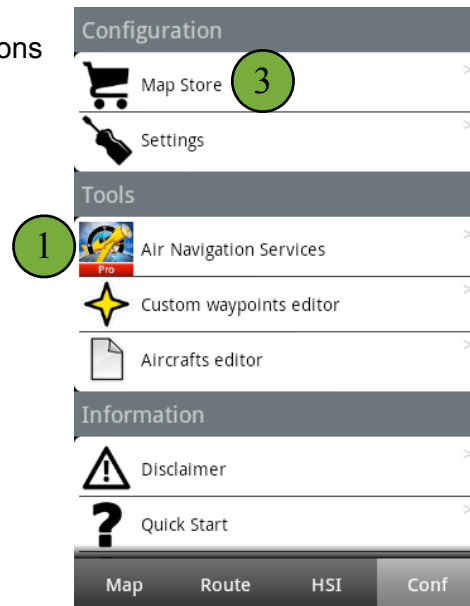 Configuration
ons
Map Store 3
Settings
Tools
1 Pro Air Navigation Services
Custom waypoints editor
Aircrafts editor
Information
Disclaimer
Quick Start
Map Route HSI Conf